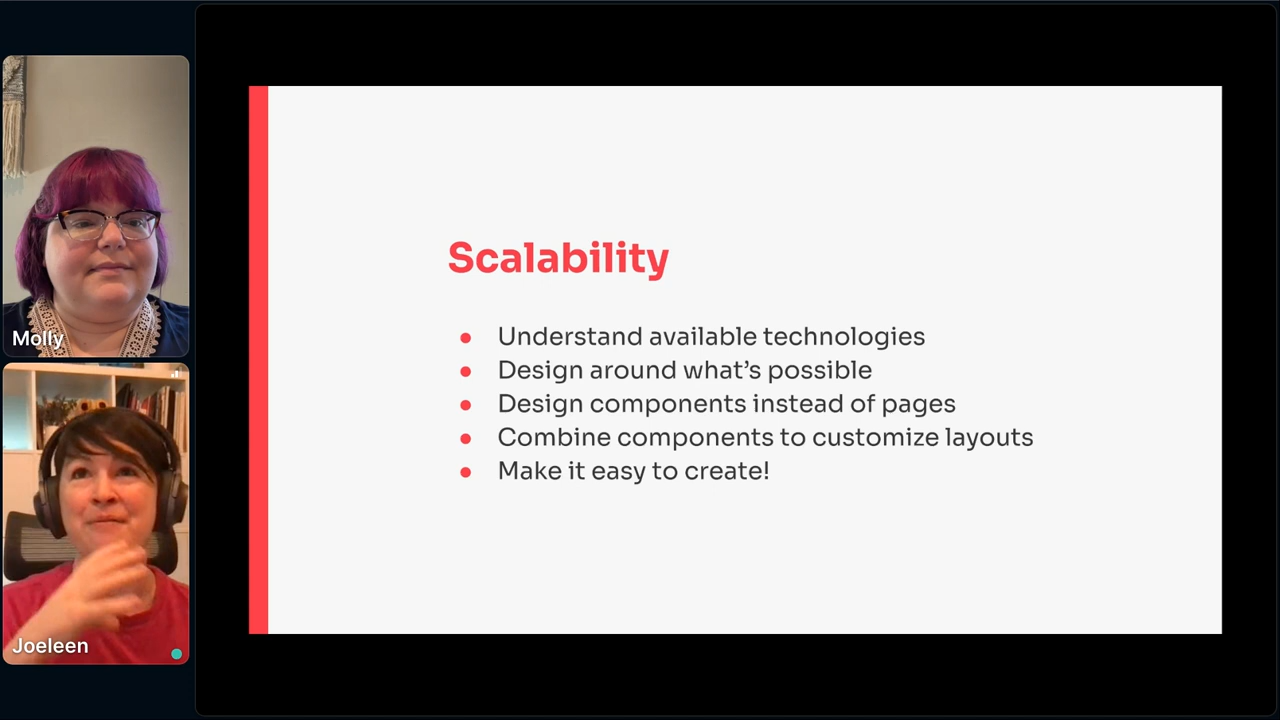 Molly
Joeleen
Scalability
• Understand available technologies
• Design around what’s possible
• Design components instead of pages
• Combine components to customize layouts
• Make it easy to create!